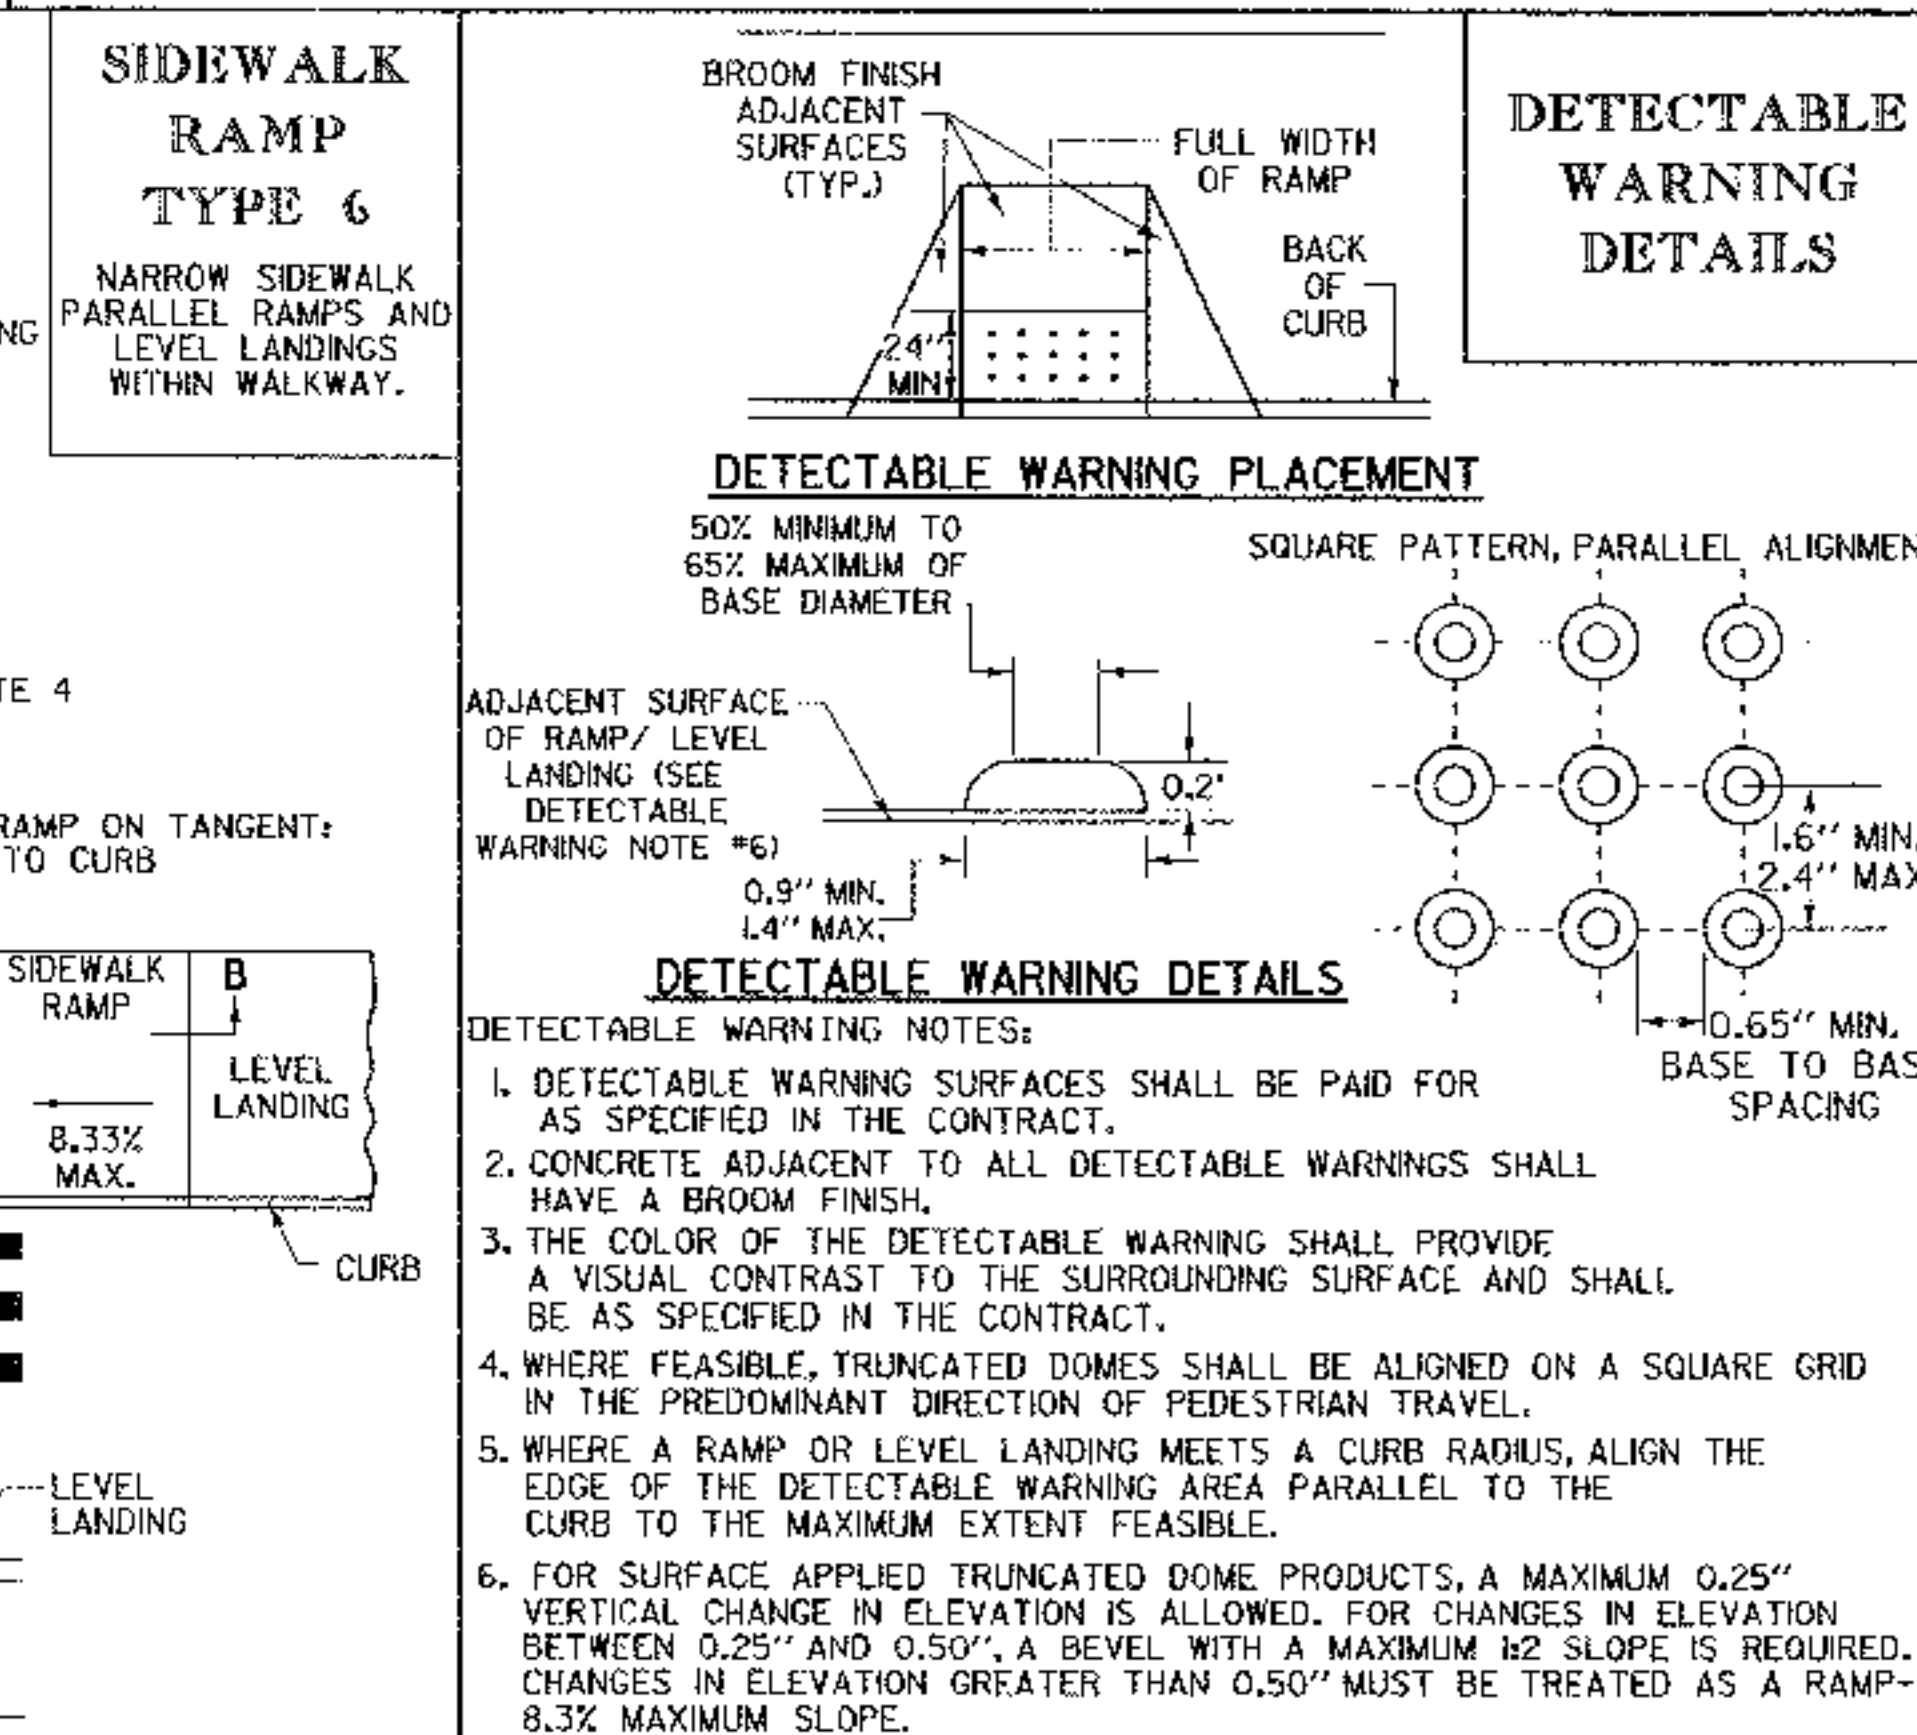 SIDEWALK
RAMP
TYPE 6
NARROW SIDEWALK
PARALLEL RAMPS AND
LEVEL LANDINGS
WITHIN WALKWAY.
NG
TE 4
RAMP ON TANGENT:
TO CURB
SIDEWALK
RAMP
B
LEVEL
LANDING
8.33%
MAX.
CURB
LEVEL
LANDING
BROOM FINISH
ADJACENT
SURFACES
(TYP.)
FULL WIDTH
OF RAMP
BACK
OF
CURB
24"
MIN
DETECTABLE
WARNING
DETAILS
DETECTABLE WARNING PLACEMENT
50% MINIMUM TO
65% MAXIMUM OF
BASE DIAMETER
ADJACENT SURFACE
OF RAMP/ LEVEL
LANDING (SEE
DETECTABLE
WARNING NOTE #6)
0.2"
0.9" MIN.
1.4" MAX.
SQUARE PATTERN, PARALLEL ALIGNMEN
1.6" MIN.
2.4" MAX
0.65" MIN.
BASE TO BAS
SPACING
DETECTABLE WARNING DETAILS
DETECTABLE WARNING NOTES:
1. DETECTABLE WARNING SURFACES SHALL BE PAID FOR
AS SPECIFIED IN THE CONTRACT.
2. CONCRETE ADJACENT TO ALL DETECTABLE WARNINGS SHALL
HAVE A BROOM FINISH.
3. THE COLOR OF THE DETECTABLE WARNING SHALL PROVIDE
A VISUAL CONTRAST TO THE SURROUNDING SURFACE AND SHALL
BE AS SPECIFIED IN THE CONTRACT.
4. WHERE FEASIBLE, TRUNCATED DOMES SHALL BE ALIGNED ON A SQUARE GRID
IN THE PREDOMINANT DIRECTION OF PEDESTRIAN TRAVEL.
5. WHERE A RAMP OR LEVEL LANDING MEETS A CURB RADIUS, ALIGN THE
EDGE OF THE DETECTABLE WARNING AREA PARALLEL TO THE
CURB TO THE MAXIMUM EXTENT FEASIBLE.
6. FOR SURFACE APPLIED TRUNCATED DOME PRODUCTS, A MAXIMUM 0.25"
VERTICAL CHANGE IN ELEVATION IS ALLOWED. FOR CHANGES IN ELEVATION
BETWEEN 0.25" AND 0.50", A BEVEL WITH A MAXIMUM 1:2 SLOPE IS REQUIRED.
CHANGES IN ELEVATION GREATER THAN 0.50" MUST BE TREATED AS A RAMP-
8.3% MAXIMUM SLOPE.